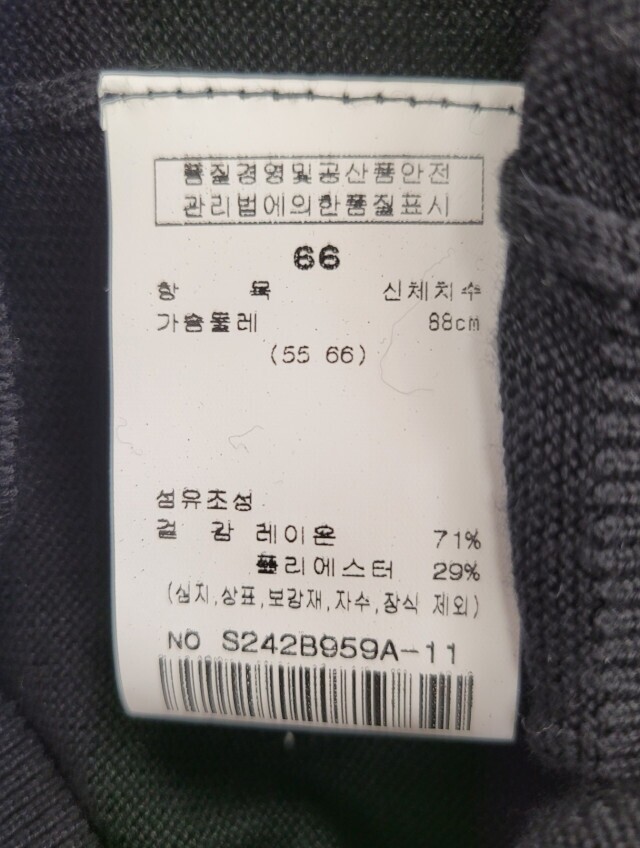 품질경영및공산품안전
관리법에의한품질표시
66
항 목 신체치수
가슴둘레 88cm
(55 66)
섬유조성
겉 감 레이온 71%
폴리에스터 29%
(심지,상표,보강재,자수,장식 제외)
NO S242B959A-11